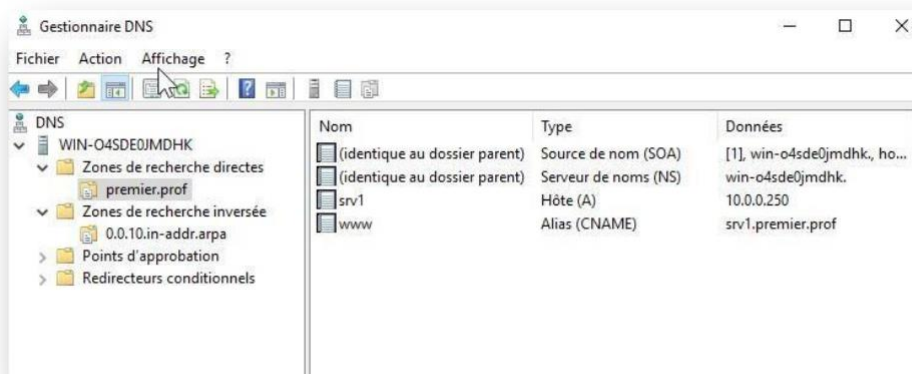 Gestionnaire DNS
Fichier Action Affichage ?
DNS
WIN-O4SDE0JMDHK
Zones de recherche directes
premier.prof
Zones de recherche inversée
0.0.10.in-addr.arpa
Points d'approbation
Redirecteurs conditionnels
Nom Type Données
(identique au dossier parent) Source de nom (SOA) [1], win-o4sde0jmdhk., ho...
(identique au dossier parent) Serveur de noms (NS) win-o4sde0jmdhk.
srv1 Hôte (A) 10.0.0.250
www Alias (CNAME) srv1.premier.prof